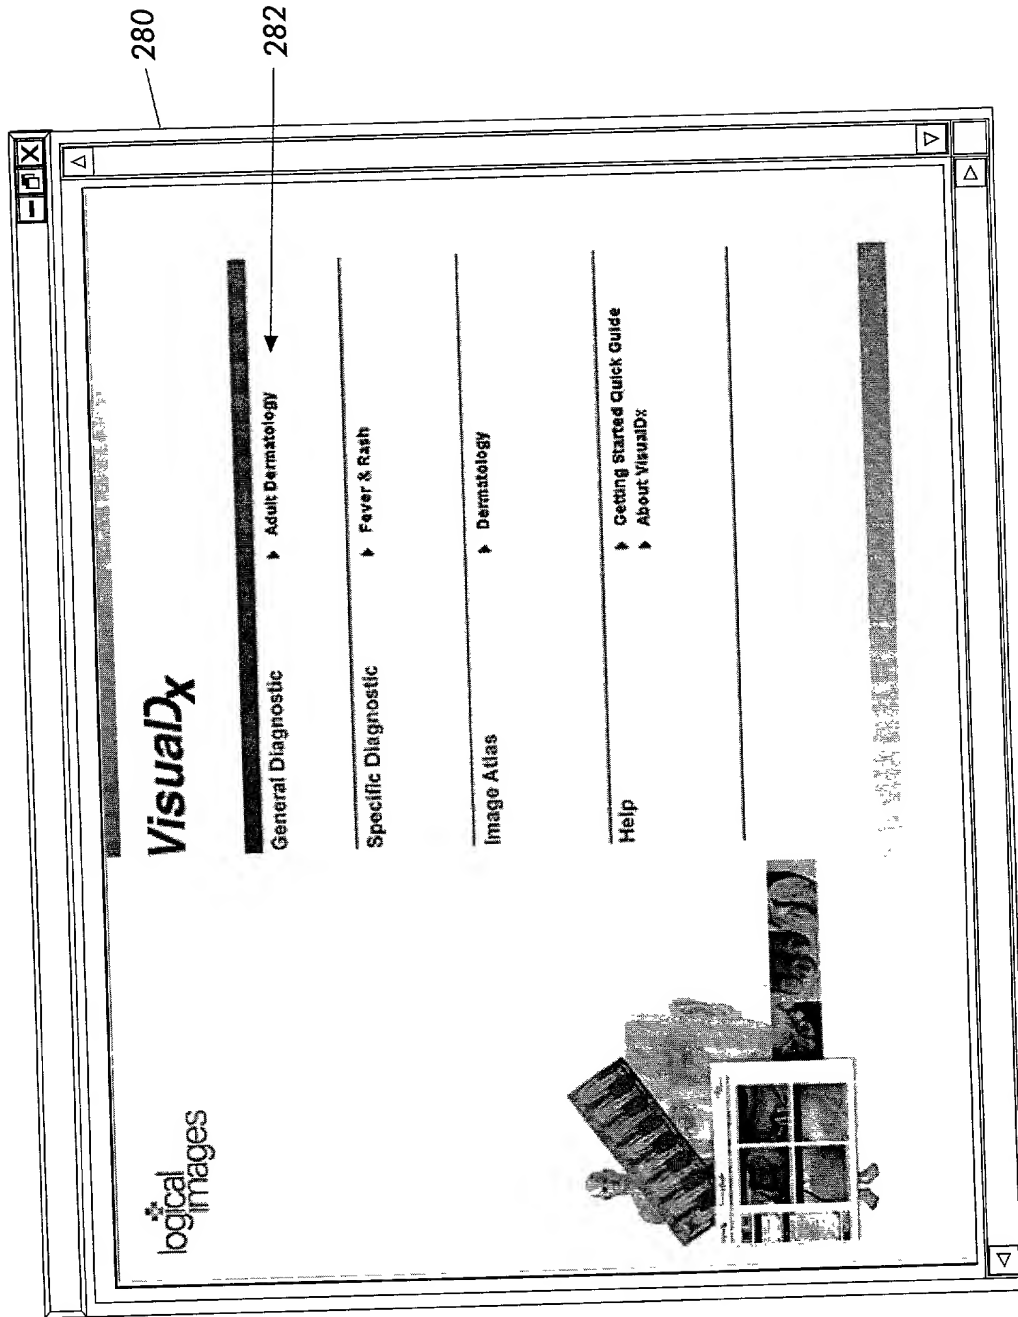 280
282
logical
images
VisualDx
General Diagnostic
Adult Dermatology
Specific Diagnostic
Fever & Rash
Image Atlas
Dermatology
Help
Getting Started Quick Guide
About VisualDx